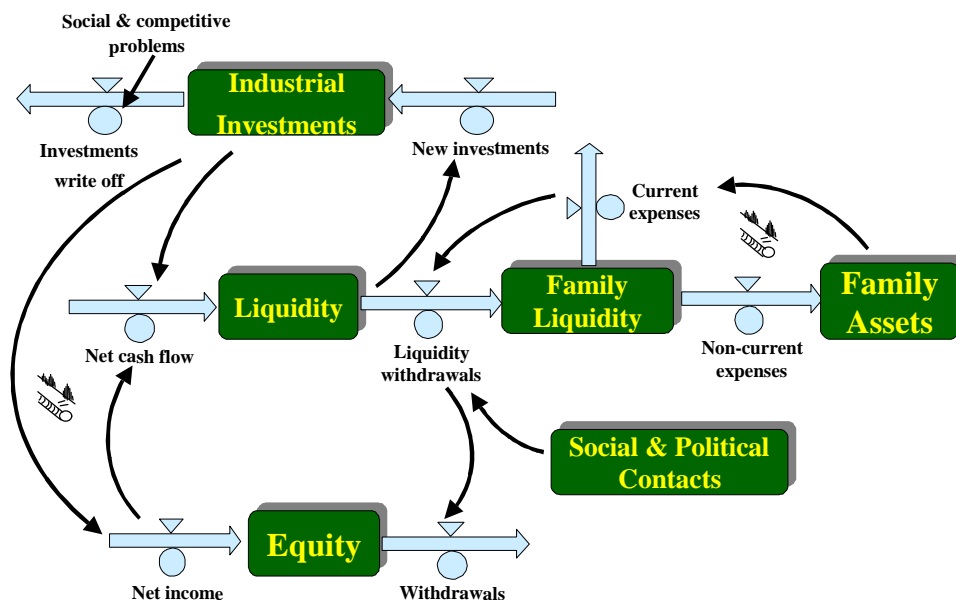 Social & competitive
problems
Industrial
Investments
Investments
write off
New investments
Current
expenses
Liquidity
Family
Liquidity
Family
Assets
Net cash flow
Liquidity
withdrawals
Non-current
expenses
Social & Political
Contacts
Equity
Net income
Withdrawals